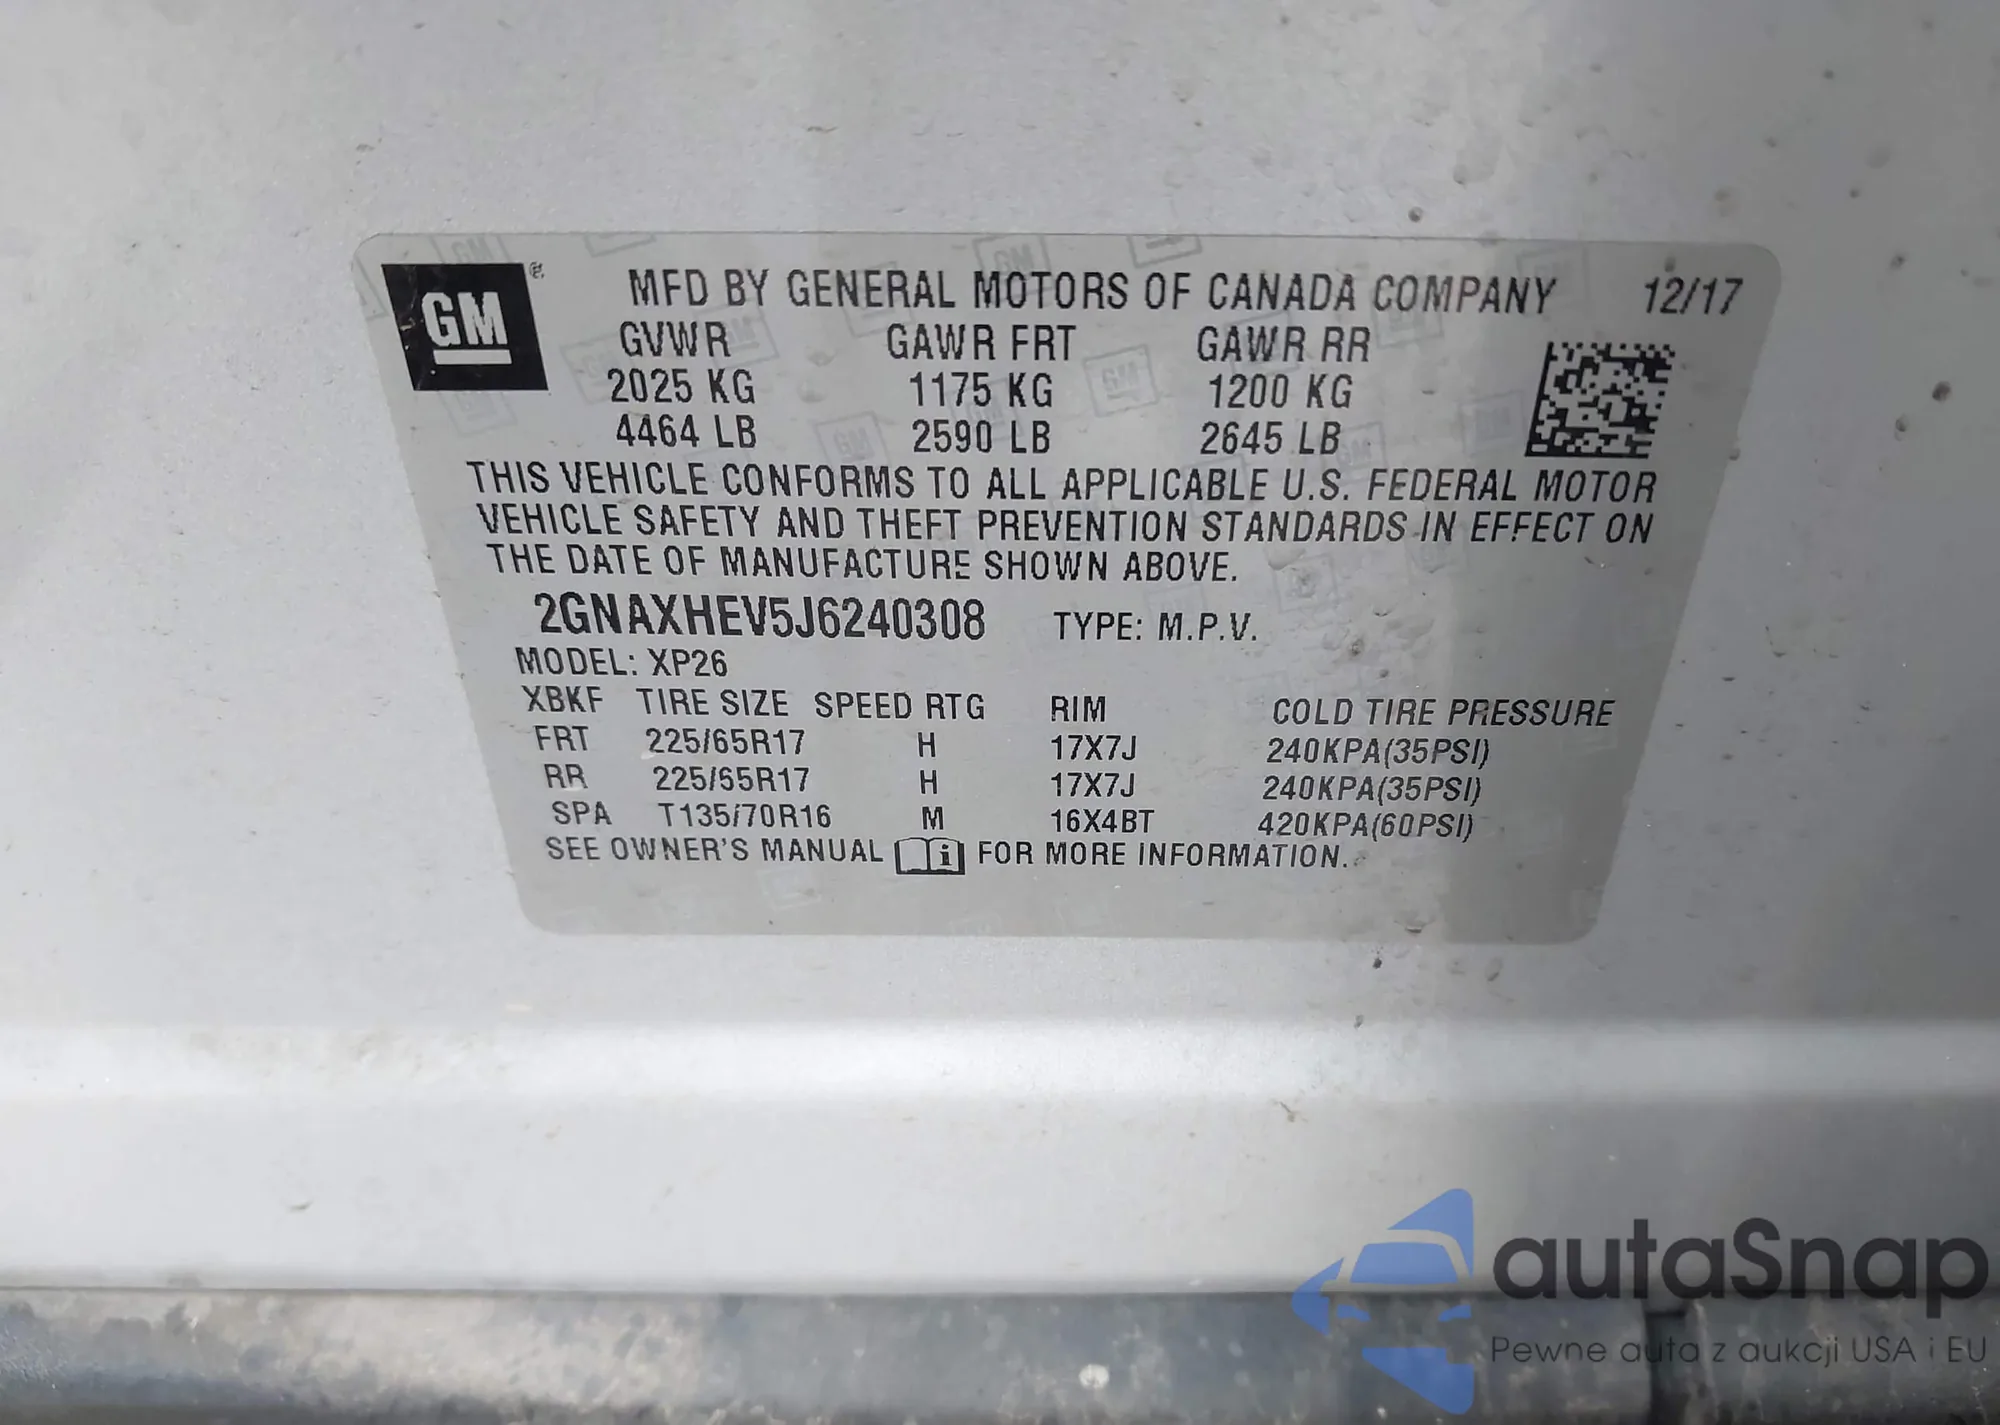 GM
MFD BY GENERAL MOTORS OF CANADA COMPANY 12/17
GVWR GAWR FRT GAWR RR
2025 KG 1175 KG 1200 KG
4464 LB 2590 LB 2645 LB
THIS VEHICLE CONFORMS TO ALL APPLICABLE U.S. FEDERAL MOTOR
VEHICLE SAFETY AND THEFT PREVENTION STANDARDS IN EFFECT ON
THE DATE OF MANUFACTURE SHOWN ABOVE.
2GNAXHEV5J6240308 TYPE: M.P.V.
MODEL: XP26
XBKF TIRE SIZE SPEED RTG RIM COLD TIRE PRESSURE
FRT 225/65R17 H 17X7J 240KPA(35PSI)
RR 225/65R17 H 17X7J 240KPA(35PSI)
SPA T135/70R16 M 16X4BT 420KPA(60PSI)
SEE OWNER'S MANUAL i FOR MORE INFORMATION.
autaSnap
Pewne auta z aukcji USA i EU